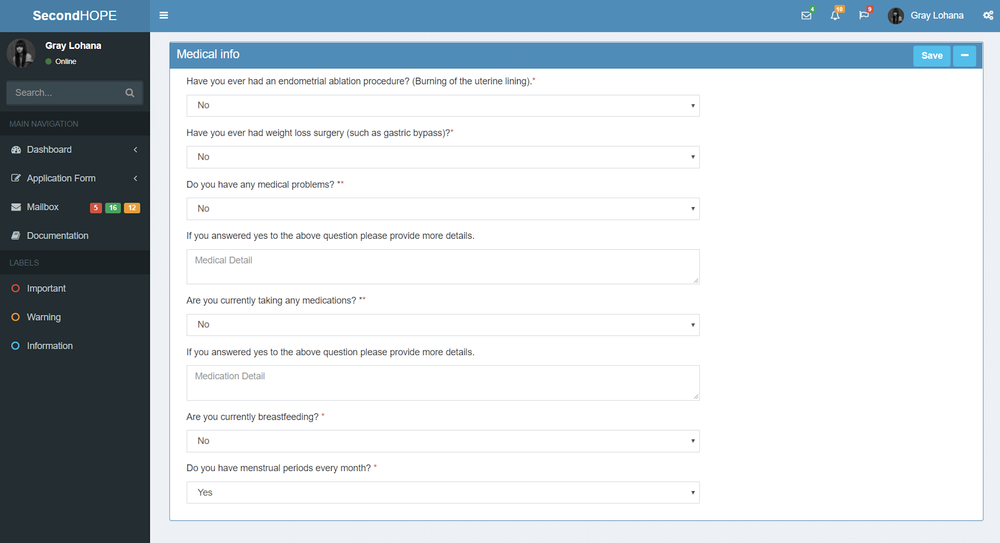 SecondHOPE
4
10
9
Gray Lohana
Gray Lohana
Online
Search...
MAIN NAVIGATION
Dashboard
Application Form
Mailbox 5 16 12
Documentation
LABELS
Important
Warning
Information
Medical info
Save
Have you ever had an endometrial ablation procedure? (Burning of the uterine lining).*
No
Have you ever had weight loss surgery (such as gastric bypass)?*
No
Do you have any medical problems? **
No
If you answered yes to the above question please provide more details.
Medical Detail
Are you currently taking any medications? **
No
If you answered yes to the above question please provide more details.
Medication Detail
Are you currently breastfeeding? *
No
Do you have menstrual periods every month? *
Yes